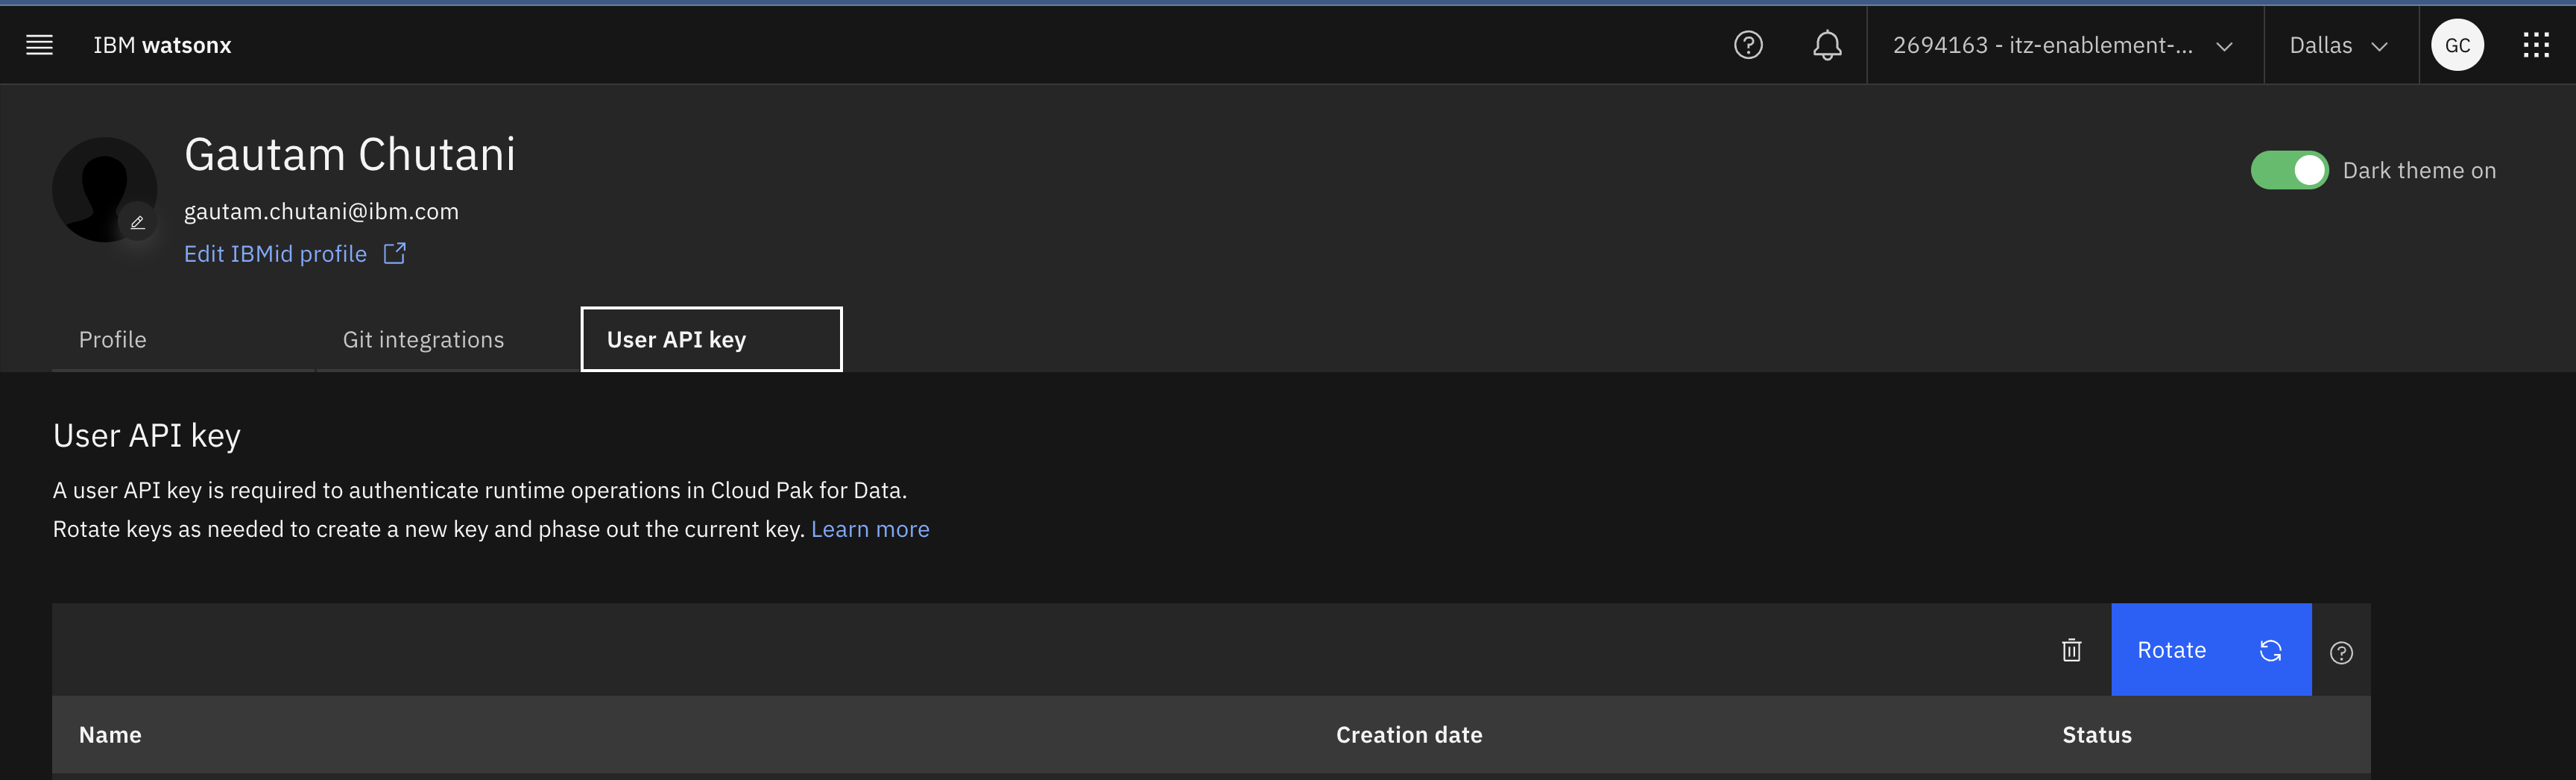 IBM watsonx
2694163 - itz-enablement-...
Dallas
GC
Gautam Chutani
gautam.chutani@ibm.com
Edit IBMid profile
Dark theme on
Profile
Git integrations
User API key
User API key
A user API key is required to authenticate runtime operations in Cloud Pak for Data.
Rotate keys as needed to create a new key and phase out the current key. Learn more
Rotate
Name
Creation date
Status